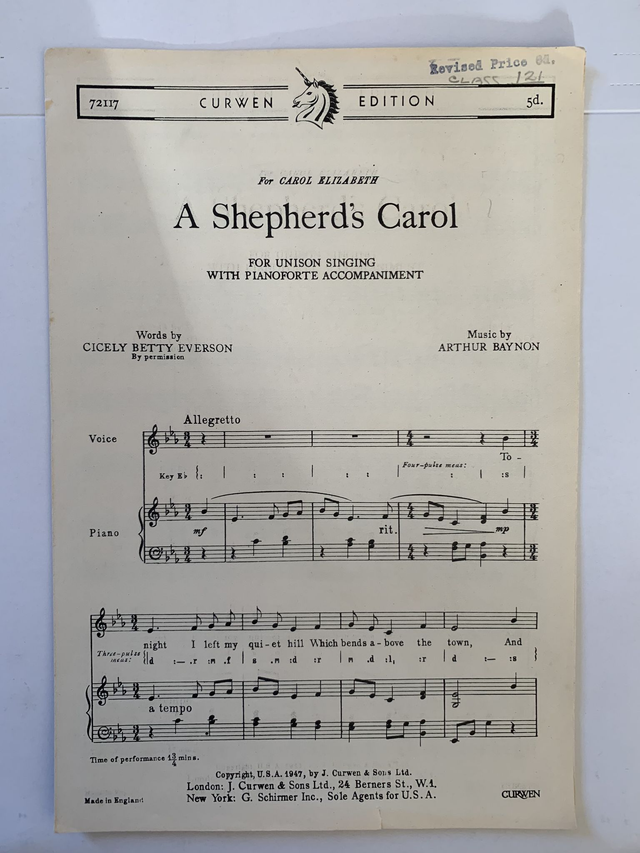 Revised Price 6d.
CLASS 121
72117 CURWEN EDITION 5d.
For CAROL ELIZABETH
A Shepherd's Carol
FOR UNISON SINGING
WITH PIANOFORTE ACCOMPANIMENT
Words by
CICELY BETTY EVERSON
By permission
Music by
ARTHUR BAYNON
Allegretto
Voice
To -
Four-pulse meas:
Key E♭ {: | : : | : : | : :s |
Piano
mf rit. mp
night I left my qui-et hill Which bends a-bove the town, And
Three-pulse
meas:
d :–.r :m.f | s .m :d :r | m .d :l, :r | d :– :s
a tempo
Time of performance 1¾ mins.
Copyright, U.S.A. 1947, by J. Curwen & Sons Ltd.
London: J. Curwen & Sons Ltd., 24 Berners St., W.1.
Made in England New York: G. Schirmer Inc., Sole Agents for U.S.A. CURWEN